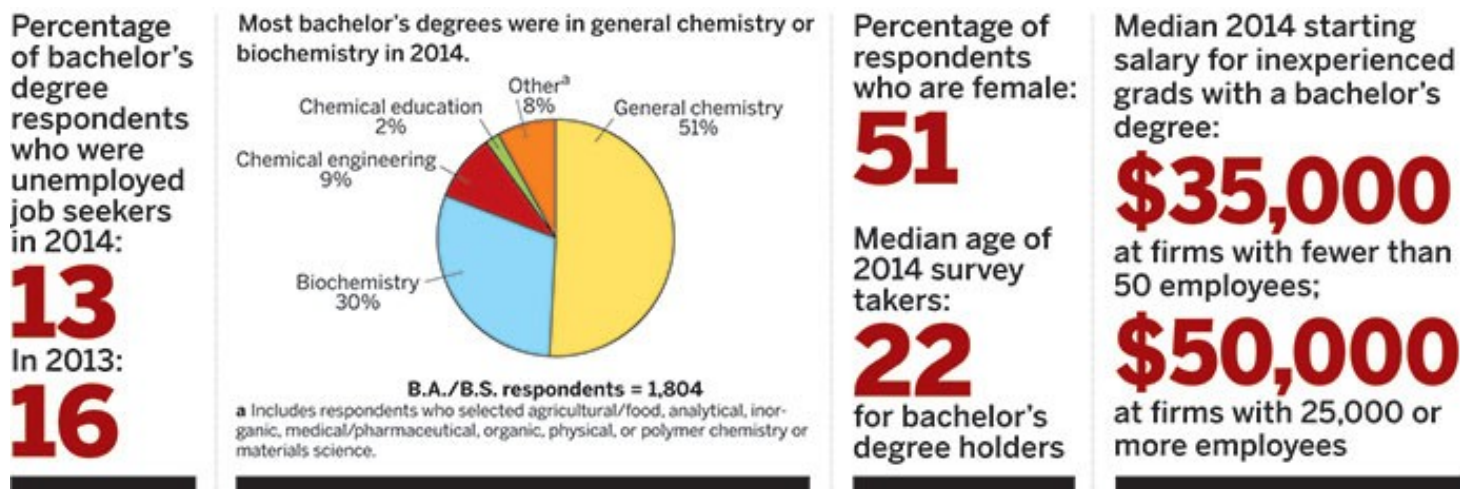 Percentage
of bachelor's
degree
respondents
who were
unemployed
job seekers
in 2014:
13
In 2013:
16
Most bachelor's degrees were in general chemistry or
biochemistry in 2014.
Otherª
8%
Chemical education
2%
General chemistry
51%
Chemical engineering
9%
Biochemistry
30%
B.A./B.S. respondents = 1,804
a Includes respondents who selected agricultural/food, analytical, inor-
ganic, medical/pharmaceutical, organic, physical, or polymer chemistry or
materials science.
Percentage of
respondents
who are female:
51
Median age of
2014 survey
takers:
22
for bachelor's
degree holders
Median 2014 starting
salary for inexperienced
grads with a bachelor's
degree:
$35,000
at firms with fewer than
50 employees;
$50,000
at firms with 25,000 or
more employees